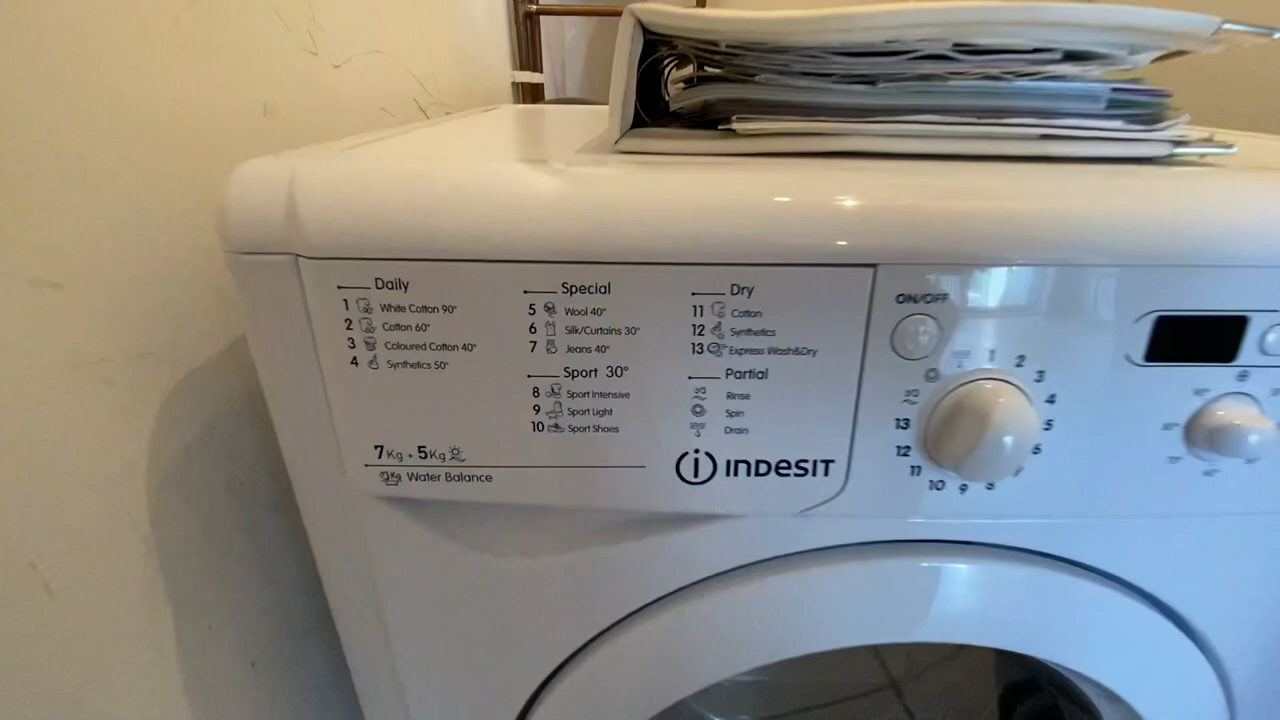 Daily
1 White Cotton 90°
2 Cotton 60°
3 Coloured Cotton 40°
4 Synthetics 50°
7Kg + 5Kg
Water Balance
Special
5 Wool 40°
6 Silk/Curtains 30°
7 Jeans 40°
Sport 30°
8 Sport Intensive
9 Sport Light
10 Sport Shoes
Dry
11 Cotton
12 Synthetics
13 Express Wash&Dry
Partial
Rinse
Spin
Drain
INDESIT
ON/OFF
1
2
3
4
5
6
7
8
9
10
11
12
13